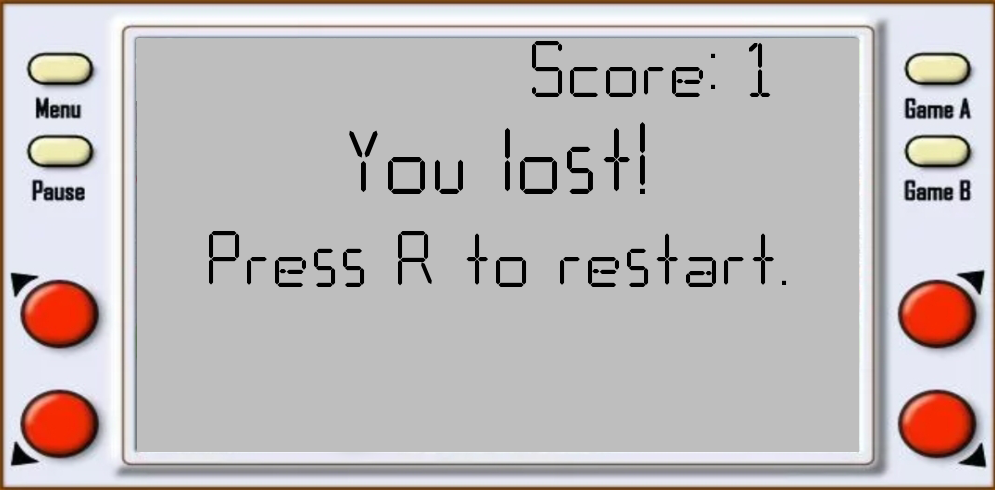 Score: 1
You lost!
Press R to restart.
Menu
Pause
Game A
Game B